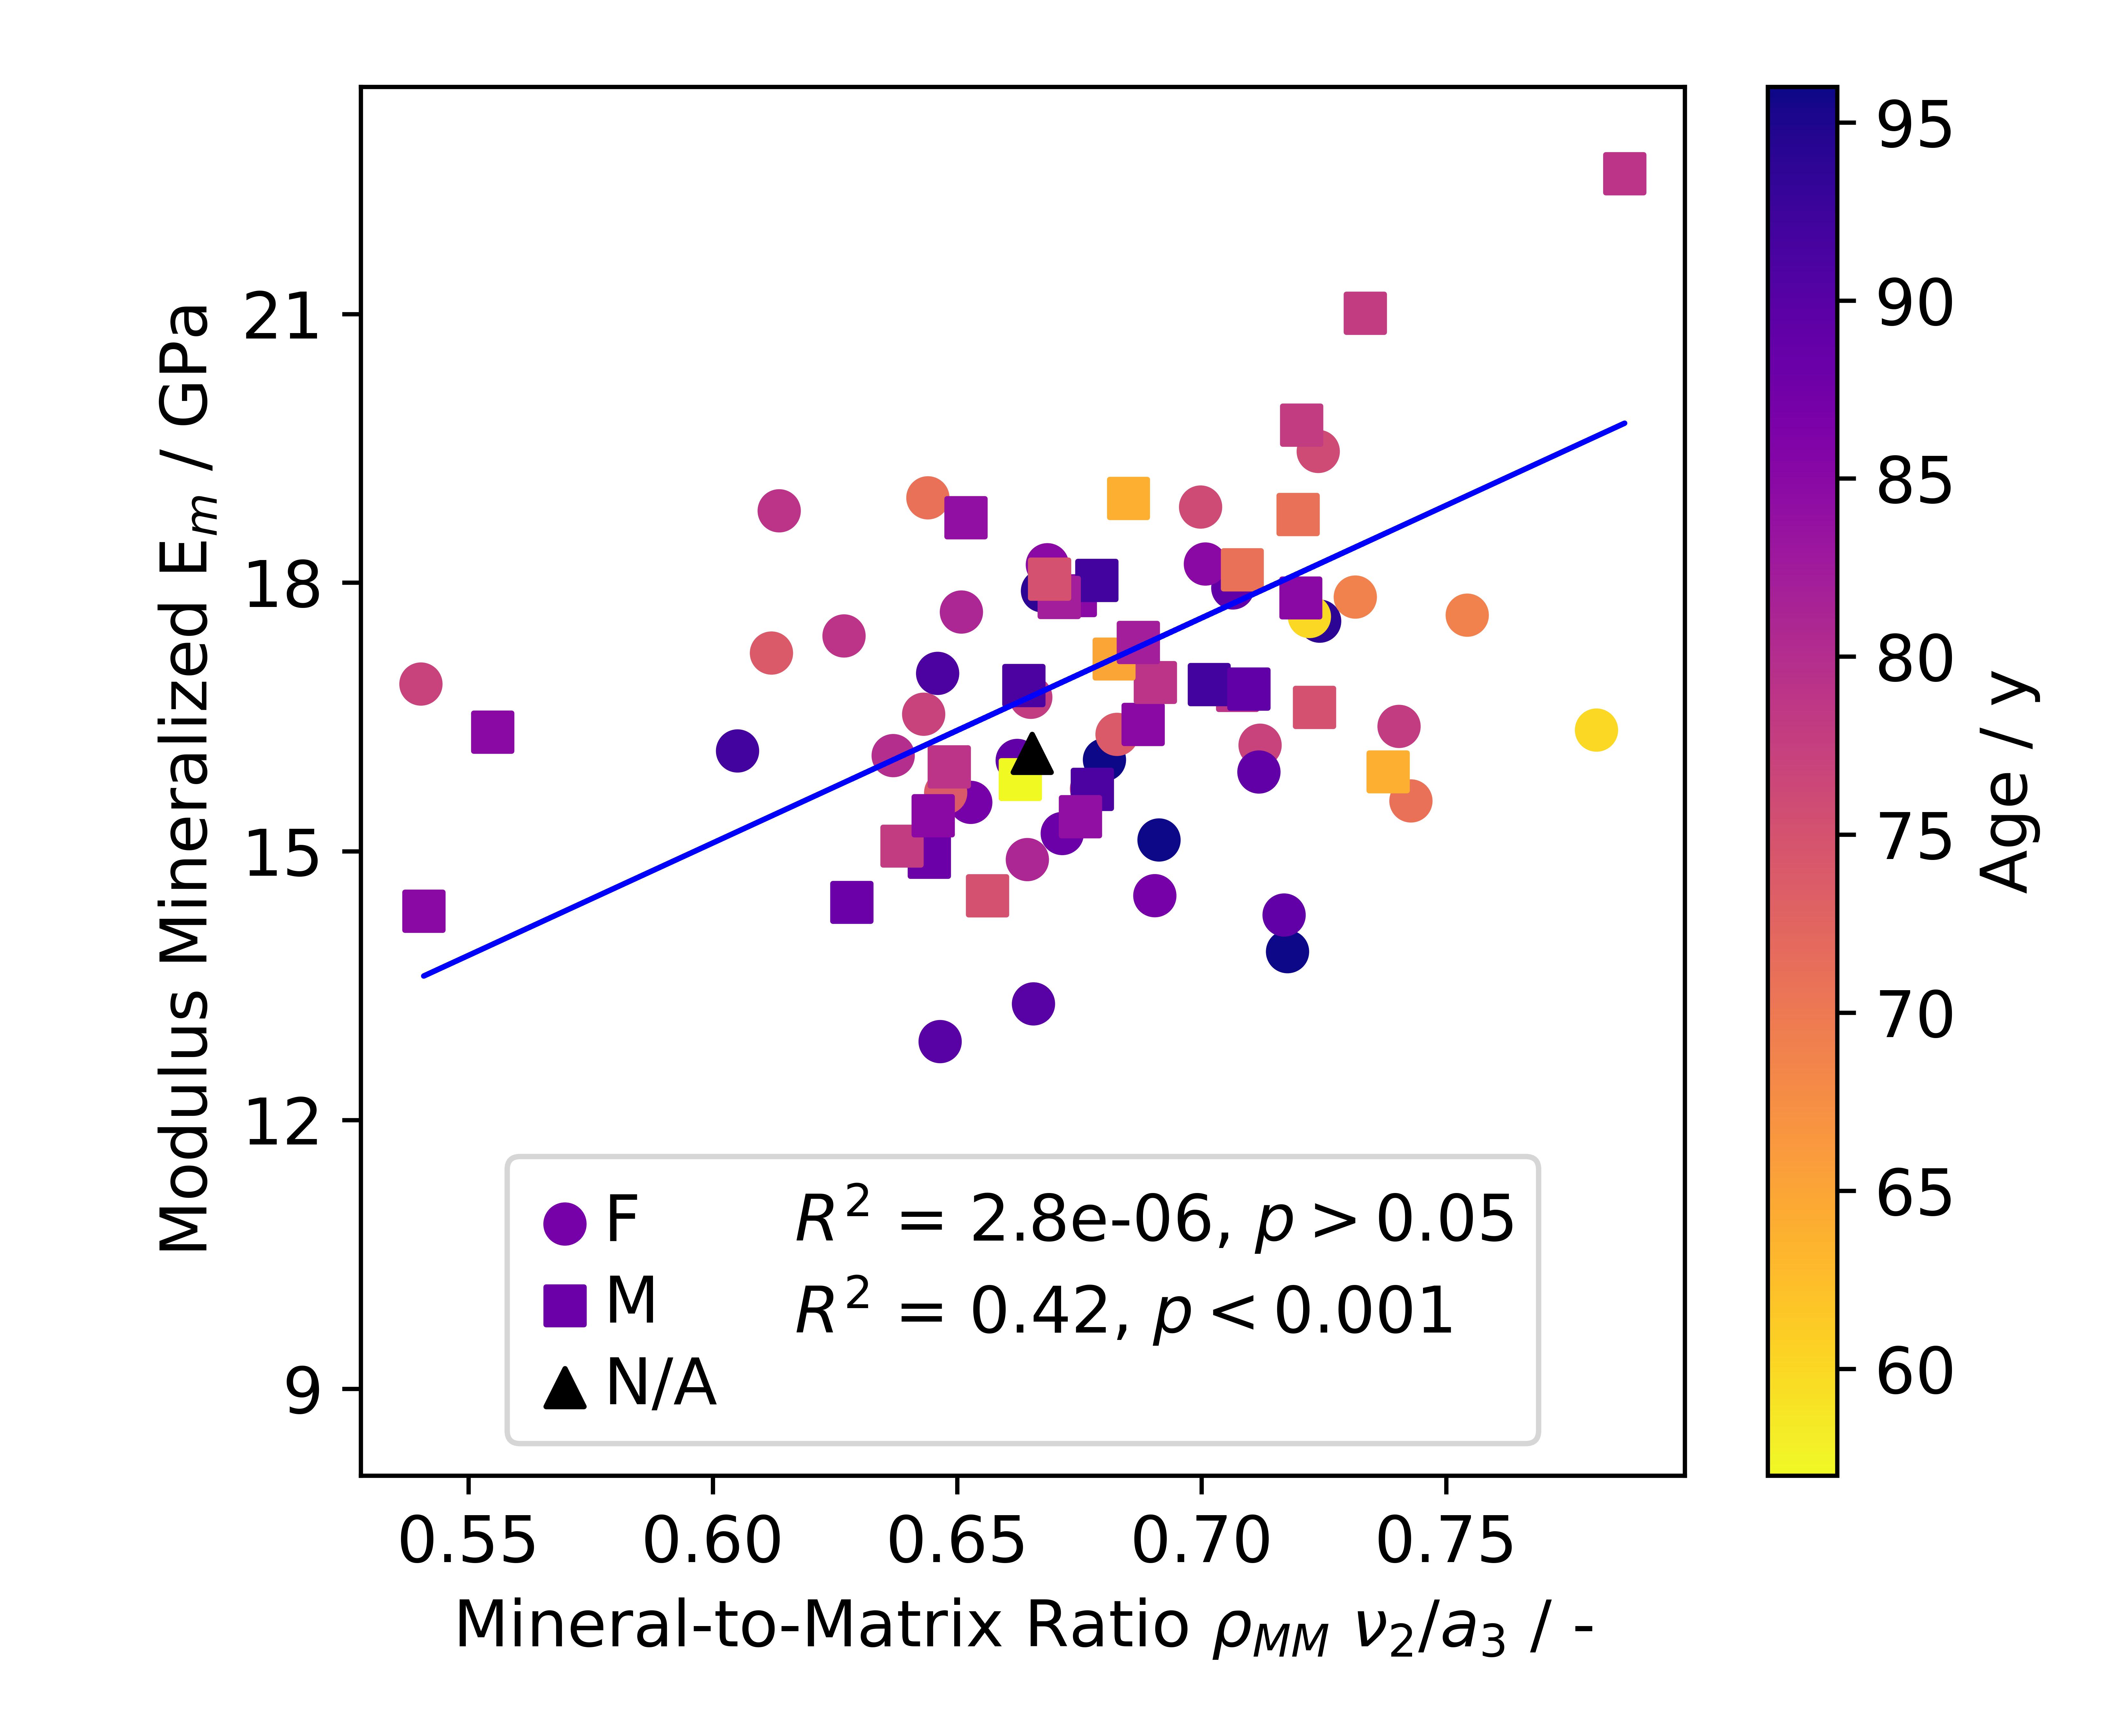 Modulus Mineralized E_m / GPa
21
18
15
12
9
F R² = 2.8e-06, p > 0.05
M R² = 0.42, p < 0.001
N/A
0.55 0.60 0.65 0.70 0.75
Mineral-to-Matrix Ratio ρ_MM ν₂/a₃ / -
95
90
85
80
75
70
65
60
Age / y